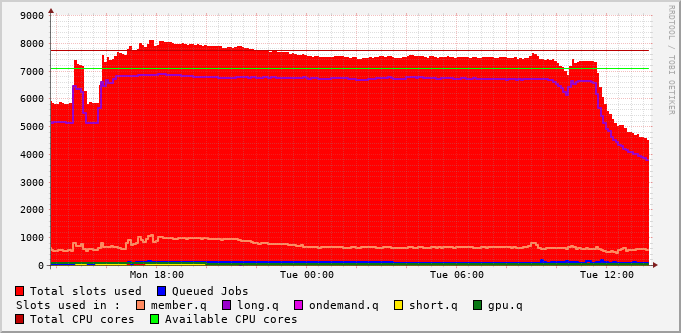 9000
8000
7000
6000
5000
4000
3000
2000
1000
0
Mon 18:00 Tue 00:00 Tue 06:00 Tue 12:00
RRDTOOL / TOBI OETIKER
Total slots used Queued Jobs
Slots used in : member.q long.q ondemand.q short.q gpu.q
Total CPU cores Available CPU cores